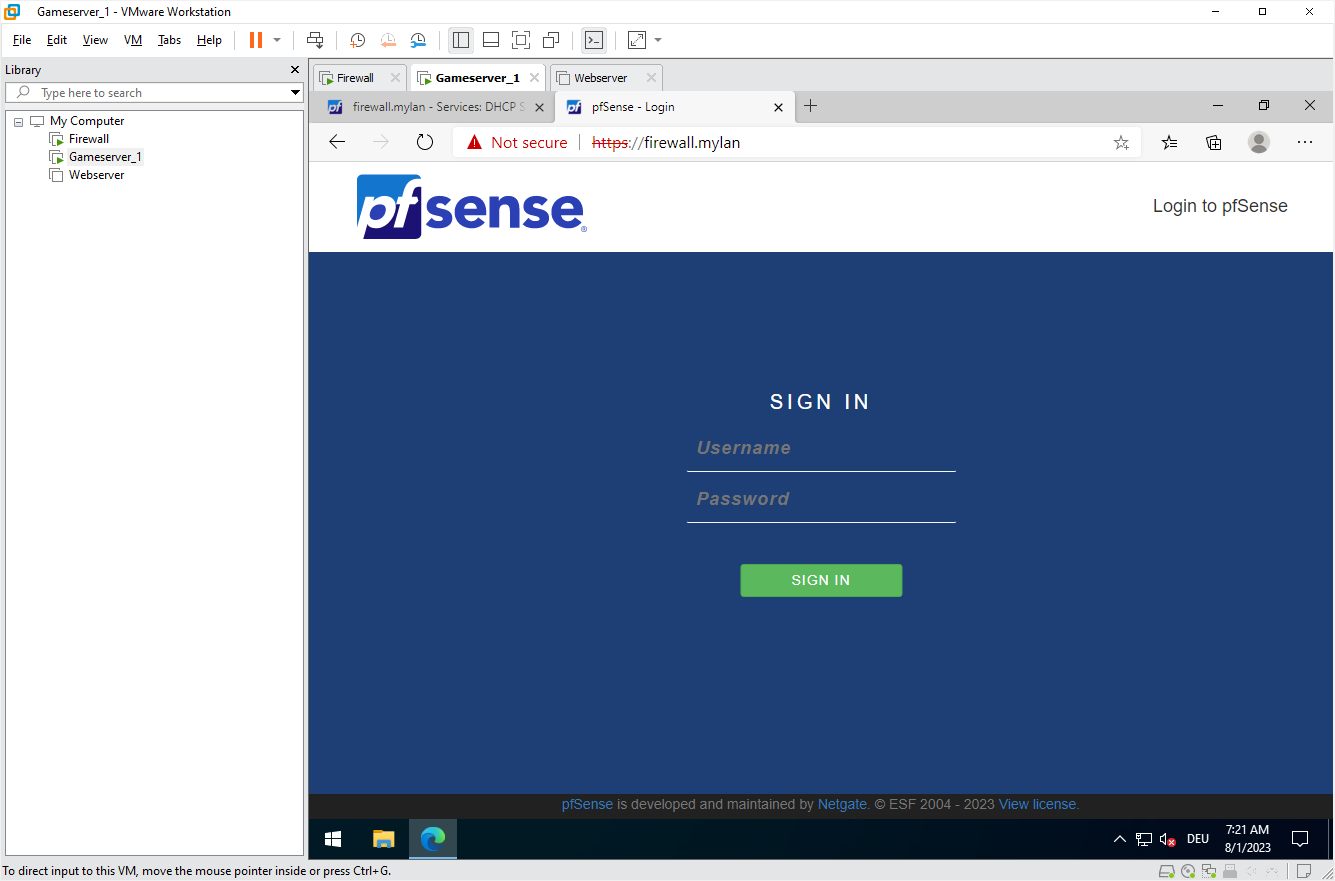 Gameserver_1 - VMware Workstation
File Edit View VM Tabs Help
Library
Type here to search
My Computer
Firewall
Gameserver_1
Webserver
Firewall Gameserver_1 Webserver
firewall.mylan - Services: DHCP S pfSense - Login
Not secure https://firewall.mylan
pfsense®
Login to pfSense
SIGN IN
Username
Password
SIGN IN
pfSense is developed and maintained by Netgate. © ESF 2004 - 2023 View license.
DEU
7:21 AM
8/1/2023
To direct input to this VM, move the mouse pointer inside or press Ctrl+G.